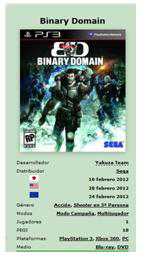 Binary Domain
PS3
PlayStation Network
BD
BINARY DOMAIN
RP
SEGA
Desarrollador Yakuza Team
Distribuidor Sega
16 febrero 2012
28 febrero 2012
24 febrero 2012
Género Acción, Shooter en 3ª Persona
Modos Modo Campaña, Multijugador
Jugadores 1
PEGI 18
Plataformas PlayStation 3, Xbox 360, PC
Medio Blu-ray, DVD